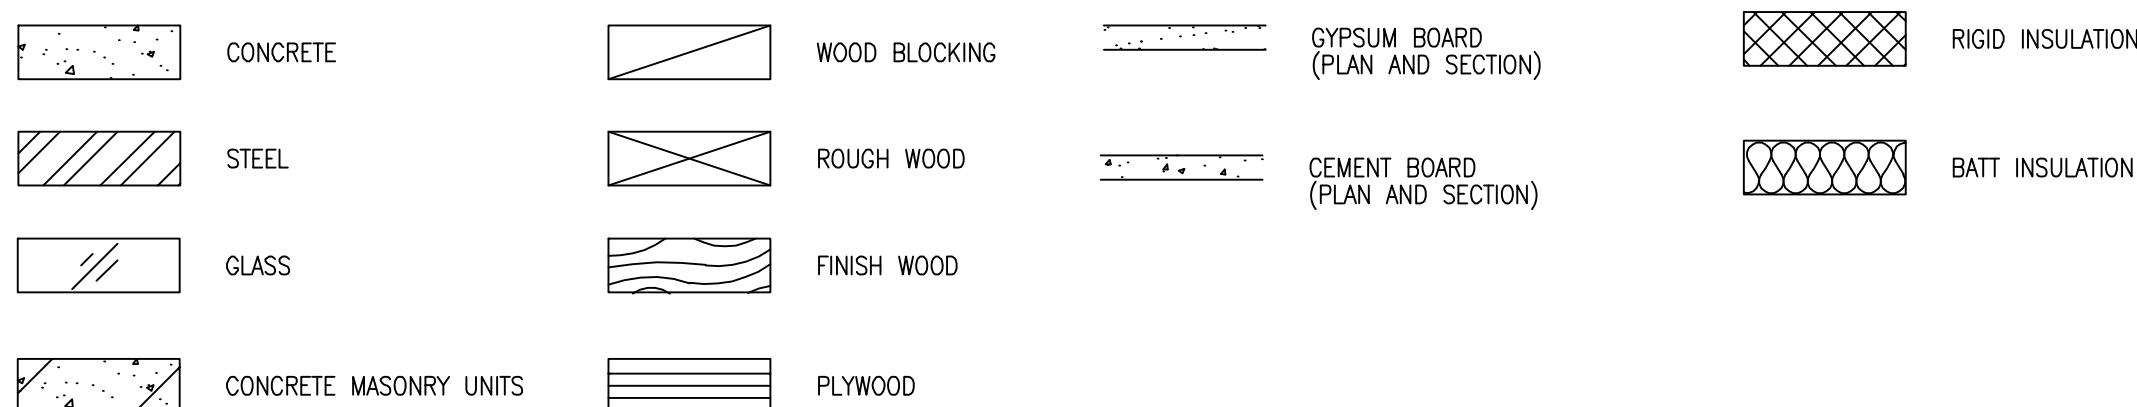 CONCRETE
STEEL
GLASS
CONCRETE MASONRY UNITS
WOOD BLOCKING
ROUGH WOOD
FINISH WOOD
PLYWOOD
GYPSUM BOARD
(PLAN AND SECTION)
CEMENT BOARD
(PLAN AND SECTION)
RIGID INSULATION
BATT INSULATION